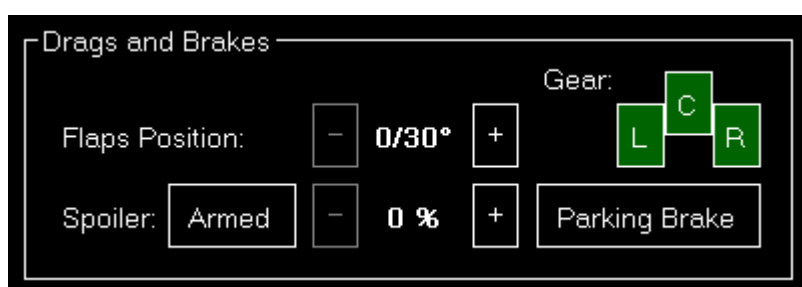 Drags and Brakes
Gear:
C
L R
Flaps Position: - 0/30° +
Spoiler: Armed - 0 % + Parking Brake